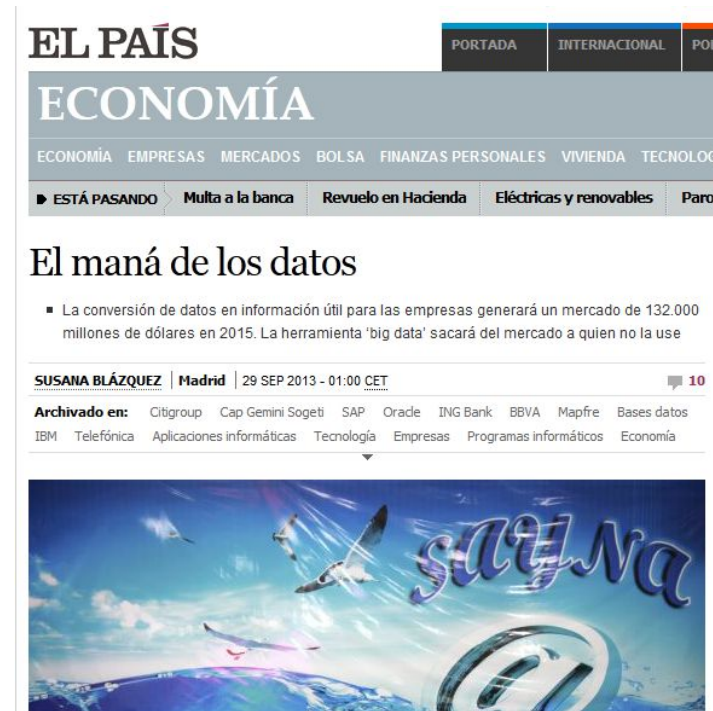 EL PAÍS
PORTADA INTERNACIONAL
ECONOMÍA
ECONOMÍA EMPRESAS MERCADOS BOLSA FINANZAS PERSONALES VIVIENDA TECNOLOG
ESTÁ PASANDO Multa a la banca Revuelo en Hacienda Eléctricas y renovables Paro
El maná de los datos
La conversión de datos en información útil para las empresas generará un mercado de 132.000
millones de dólares en 2015. La herramienta ‘big data’ sacará del mercado a quien no la use
SUSANA BLÁZQUEZ Madrid 29 SEP 2013 - 01:00 CET 10
Archivado en: Citigroup Cap Gemini Sogeti SAP Oracle ING Bank BBVA Mapfre Bases datos
IBM Telefónica Aplicaciones informáticas Tecnología Empresas Programas informáticos Economía
SAYNA
@